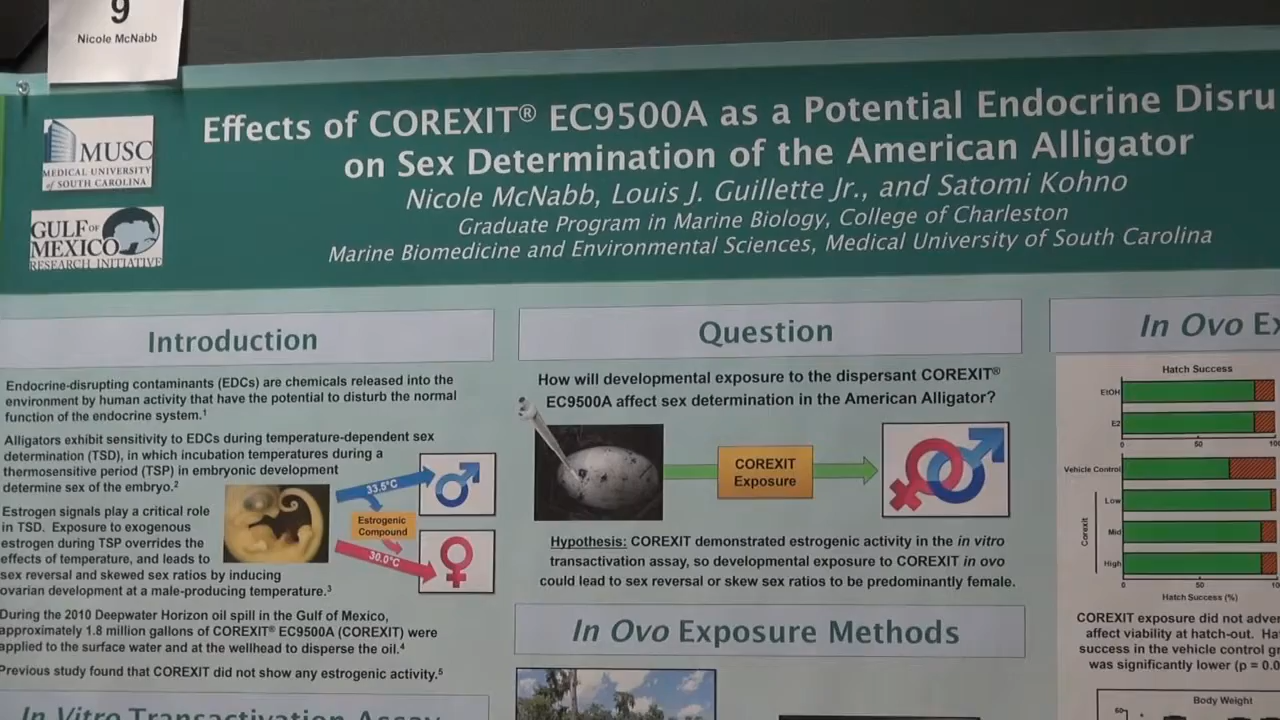 9
Nicole McNabb
MUSC
MEDICAL UNIVERSITY
of SOUTH CAROLINA
GULF OF
MEXICO
RESEARCH INITIATIVE
Effects of COREXIT® EC9500A as a Potential Endocrine Disru
on Sex Determination of the American Alligator
Nicole McNabb, Louis J. Guillette Jr., and Satomi Kohno
Graduate Program in Marine Biology, College of Charleston
Marine Biomedicine and Environmental Sciences, Medical University of South Carolina
Introduction
Endocrine-disrupting contaminants (EDCs) are chemicals released into the
environment by human activity that have the potential to disturb the normal
function of the endocrine system.¹
Alligators exhibit sensitivity to EDCs during temperature-dependent sex
determination (TSD), in which incubation temperatures during a
thermosensitive period (TSP) in embryonic development
determine sex of the embryo.²
Estrogen signals play a critical role
in TSD. Exposure to exogenous
estrogen during TSP overrides the
effects of temperature, and leads to
sex reversal and skewed sex ratios by inducing
ovarian development at a male-producing temperature.³
33.5°C
Estrogenic
Compound
30.0°C
During the 2010 Deepwater Horizon oil spill in the Gulf of Mexico,
approximately 1.8 million gallons of COREXIT® EC9500A (COREXIT) were
applied to the surface water and at the wellhead to disperse the oil.⁴
Previous study found that COREXIT did not show any estrogenic activity.⁵
In Vitro Transactivation Assay
Question
How will developmental exposure to the dispersant COREXIT®
EC9500A affect sex determination in the American Alligator?
COREXIT
Exposure
Hypothesis: COREXIT demonstrated estrogenic activity in the in vitro
transactivation assay, so developmental exposure to COREXIT in ovo
could lead to sex reversal or skew sex ratios to be predominantly female.
In Ovo Exposure Methods
In Ovo Ex
Hatch Success
EtOH
E2
0 50 100
Vehicle Control
Low
Mid
High
Corexit
0 50 10
Hatch Success (%)
COREXIT exposure did not adver
affect viability at hatch-out. Ha
success in the vehicle control gr
was significantly lower (p = 0.0
Body Weight
60